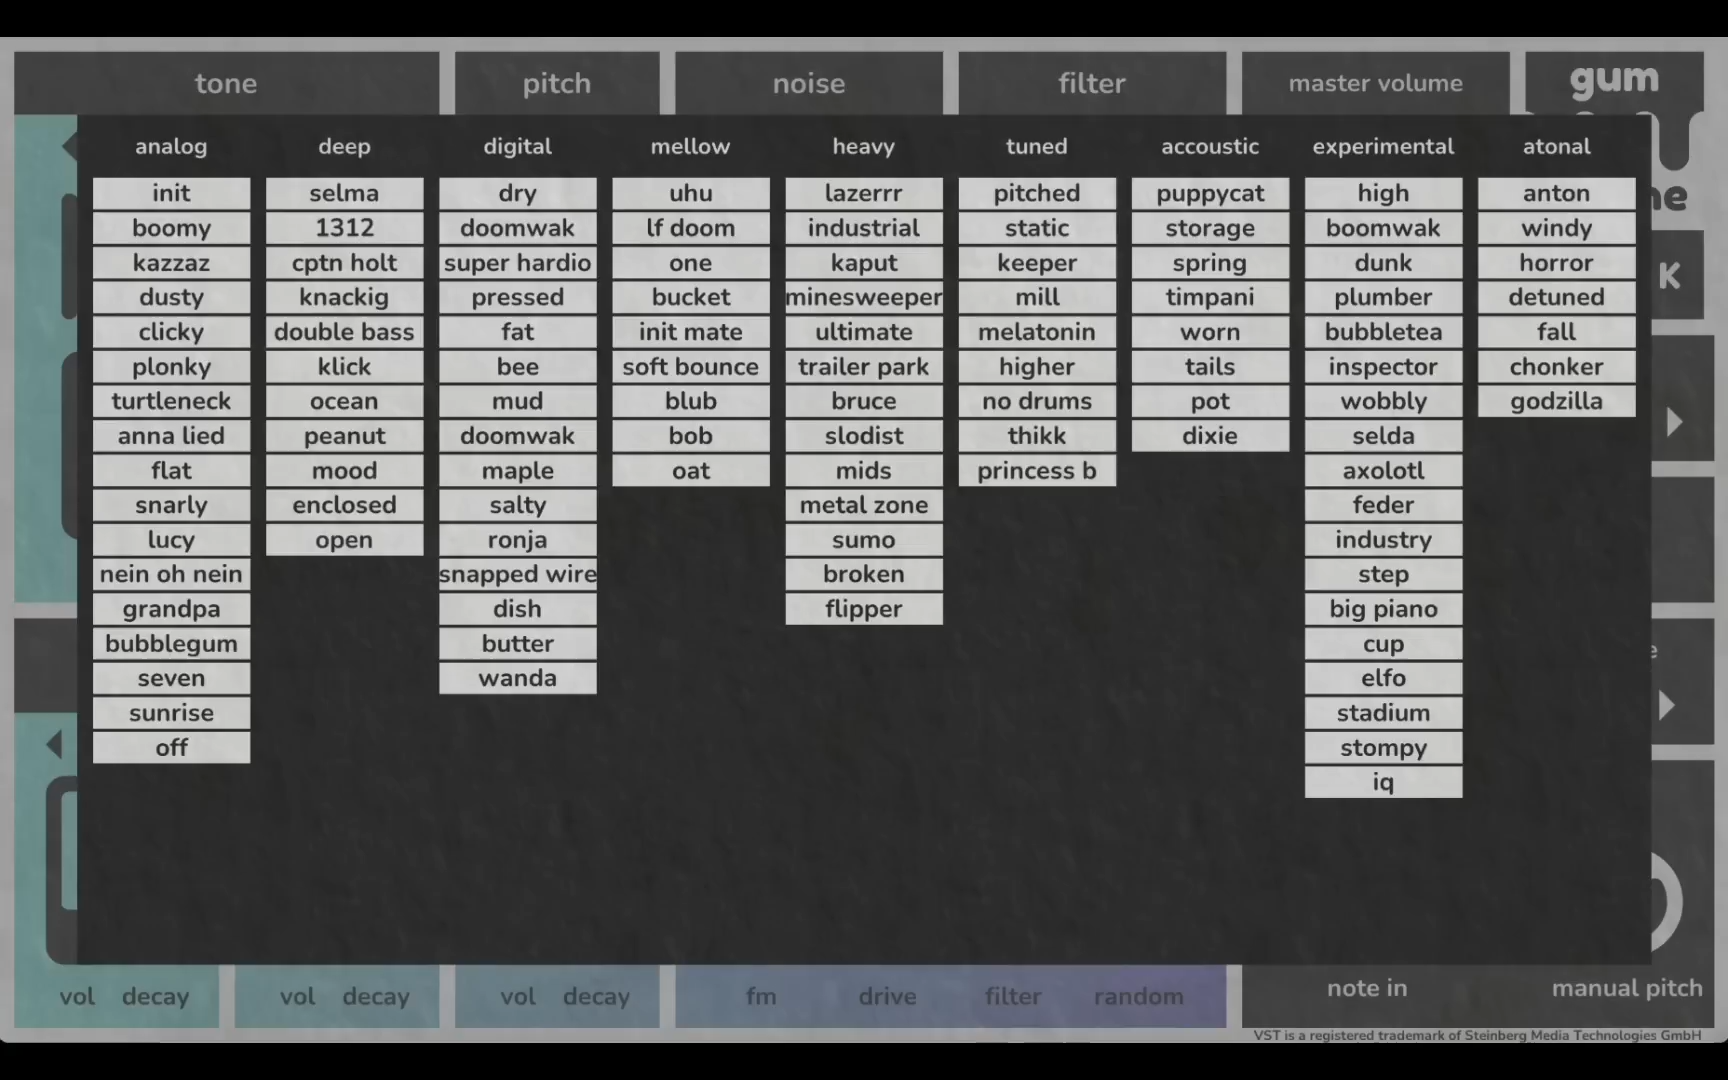 tone
pitch
noise
filter
master volume
gum
ne
K
analog
init
boomy
kazzaz
dusty
clicky
plonky
turtleneck
anna lied
flat
snarly
lucy
nein oh nein
grandpa
bubblegum
seven
sunrise
off
deep
selma
1312
cptn holt
knackig
double bass
klick
ocean
peanut
mood
enclosed
open
digital
dry
doomwak
super hardio
pressed
fat
bee
mud
doomwak
maple
salty
ronja
snapped wire
dish
butter
wanda
mellow
uhu
lf doom
one
bucket
init mate
soft bounce
blub
bob
oat
heavy
lazerrr
industrial
kaput
minesweeper
ultimate
trailer park
bruce
slodist
mids
metal zone
sumo
broken
flipper
tuned
pitched
static
keeper
mill
melatonin
higher
no drums
thikk
princess b
accoustic
puppycat
storage
spring
timpani
worn
tails
pot
dixie
experimental
high
boomwak
dunk
plumber
bubbletea
inspector
wobbly
selda
axolotl
feder
industry
step
big piano
cup
elfo
stadium
stompy
iq
atonal
anton
windy
horror
detuned
fall
chonker
godzilla
vol decay
vol decay
vol decay
fm drive filter random
note in
manual pitch
VST is a registered trademark of Steinberg Media Technologies GmbH